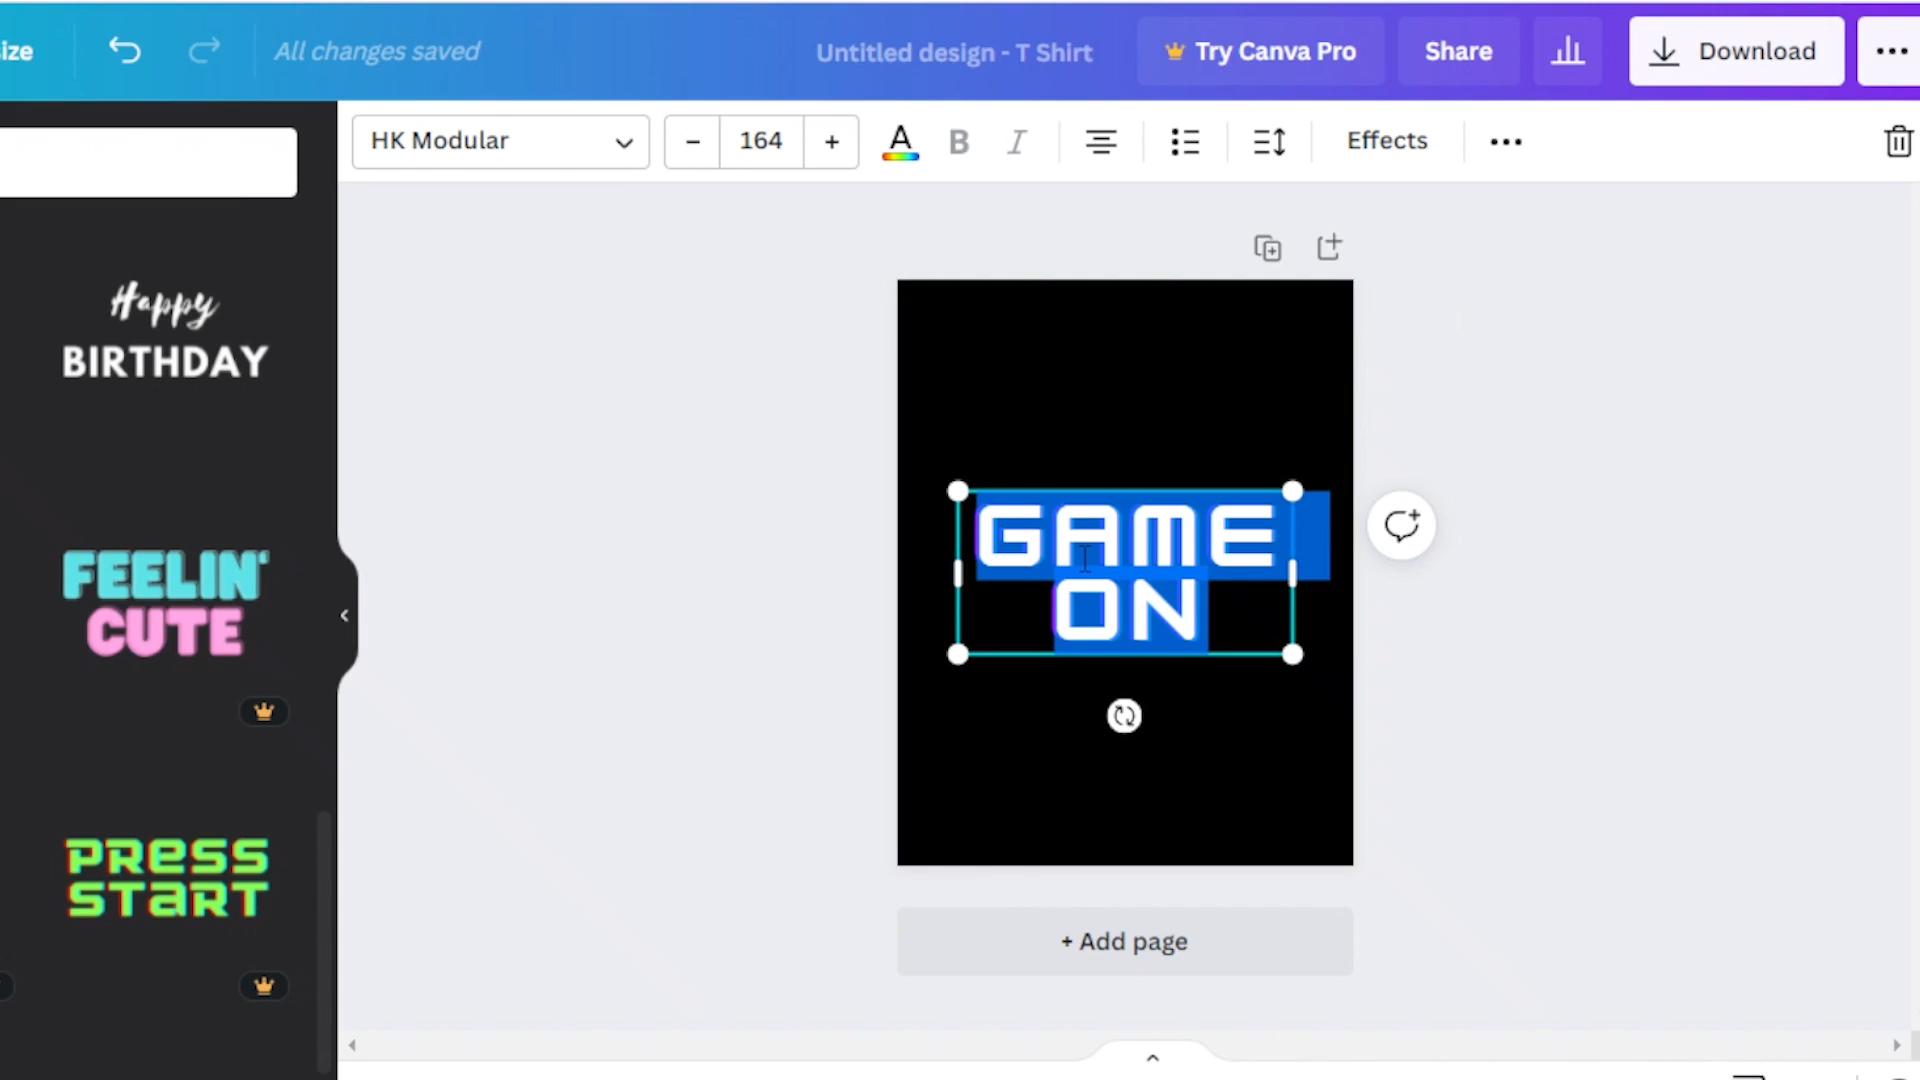 ize
All changes saved
Untitled design - T Shirt
Try Canva Pro
Share
Download
HK Modular
– 164 +
A B I
Effects
Happy
BIRTHDAY
FEELIN'
CUTE
PRESS
START
GAME
ON
+ Add page